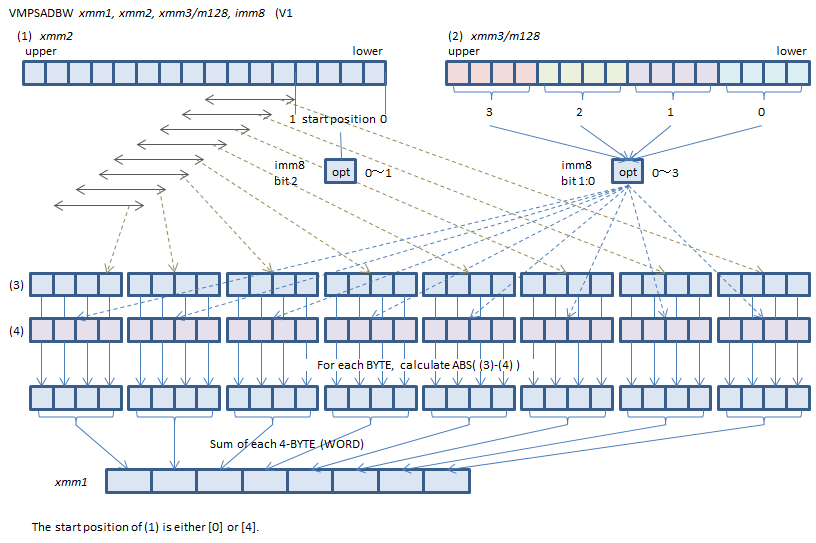 VMPSADBW xmm1, xmm2, xmm3/m128, imm8 (V1
(1) xmm2
(2) xmm3/m128
upper lower
upper lower
3 2 1 0
1 start position 0
imm8 bit 2
opt
0～1
imm8 bit 1:0
opt
0～3
(3)
(4)
For each BYTE, calculate ABS( (3)-(4) )
Sum of each 4-BYTE (WORD)
xmm1
The start position of (1) is either [0] or [4].